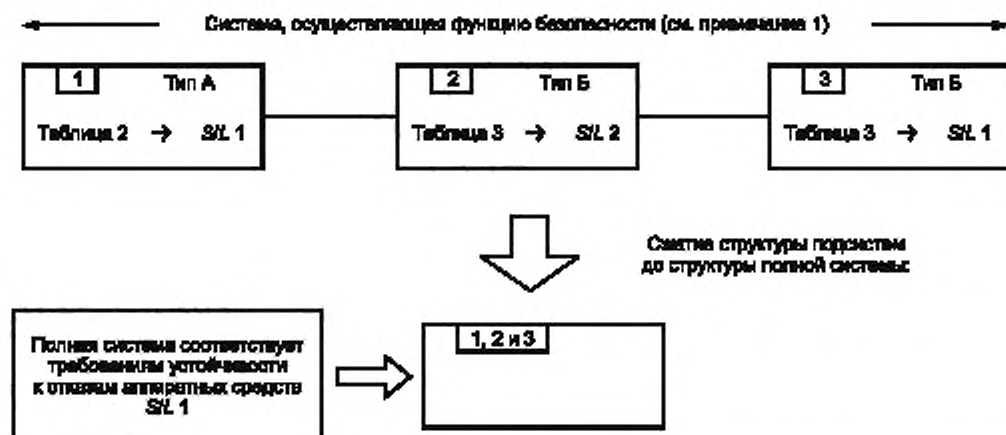 Система, осуществляющая функцию безопасности (см. примечание 1)
1 Тип А
Таблица 2 → SIL 1
2 Тип Б
Таблица 3 → SIL 2
3 Тип Б
Таблица 3 → SIL 1
Сжатие структуры подсистем
до структуры полной системы:
Полная система соответствует
требованиям устойчивости
к отказам аппаратных средств
SIL 1
1, 2 и 3